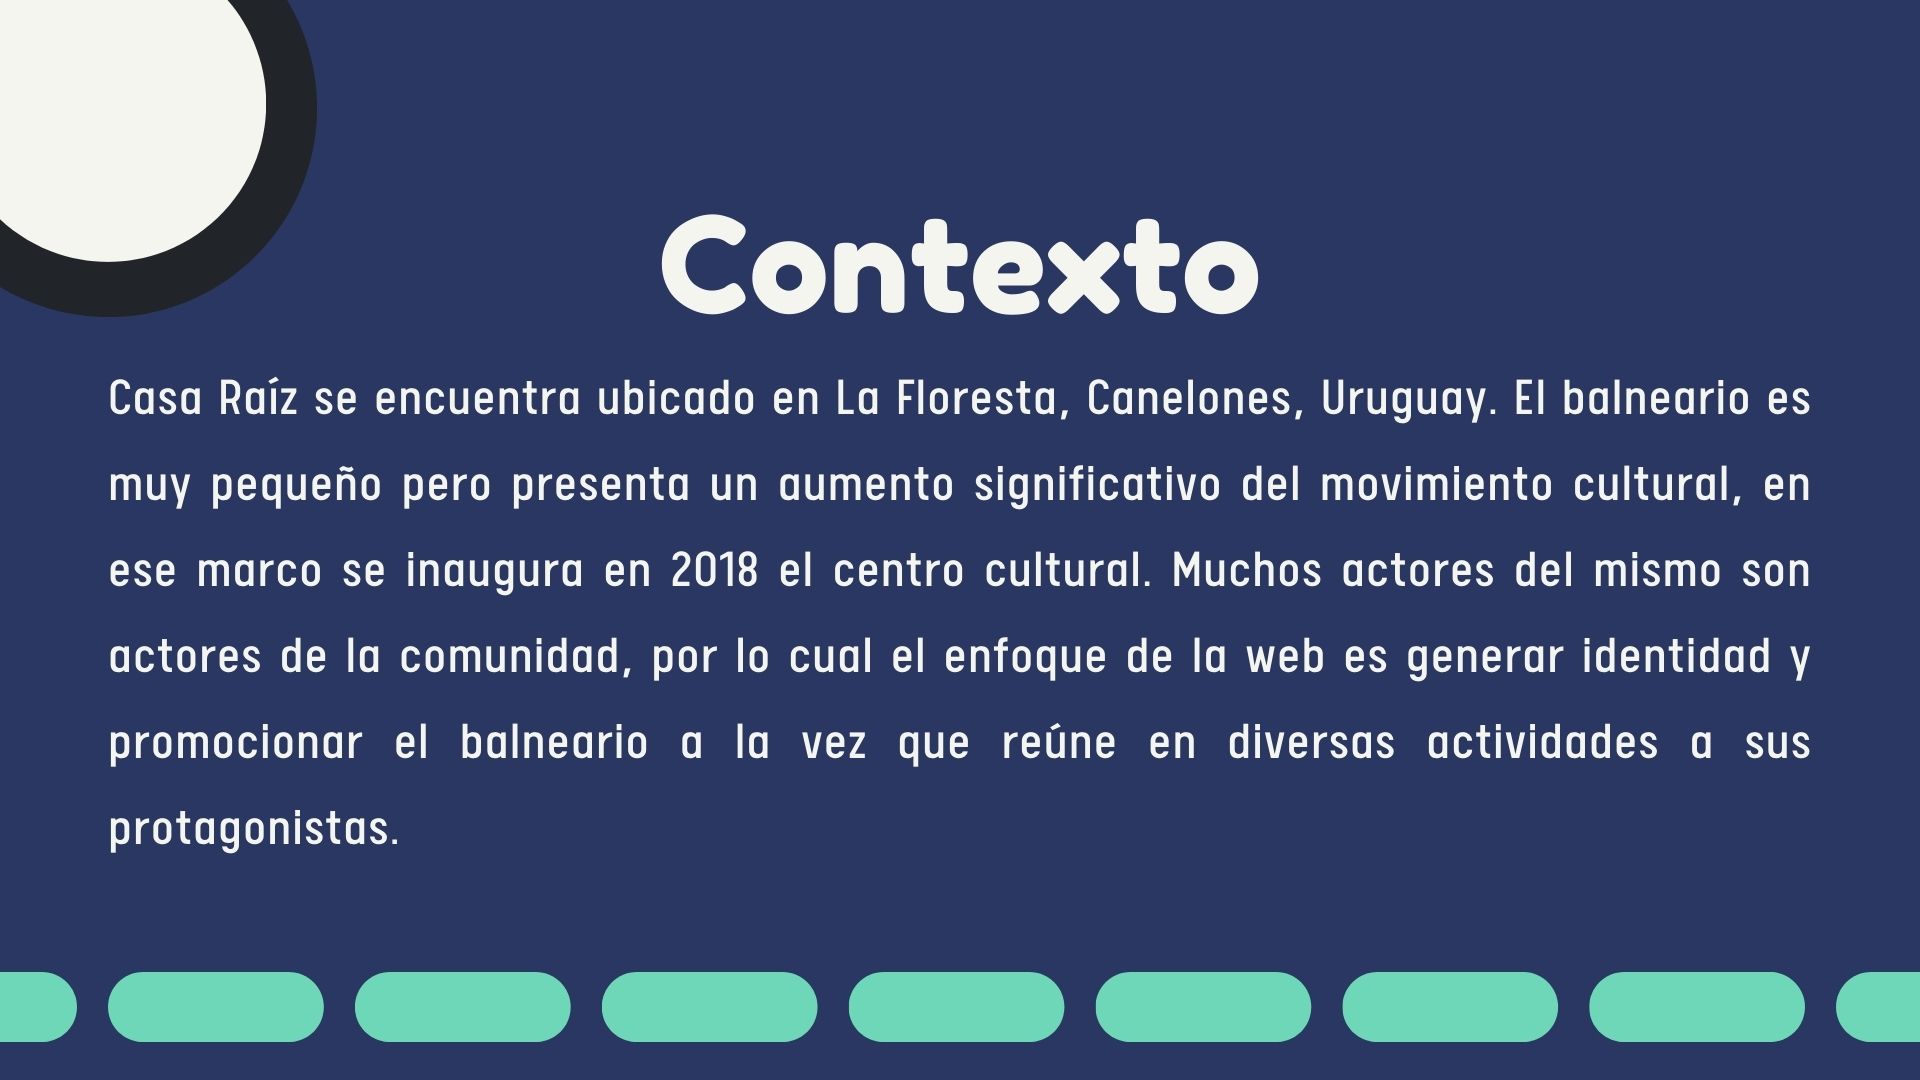 Contexto
Casa Raíz se encuentra ubicado en La Floresta, Canelones, Uruguay. El balneario es
muy pequeño pero presenta un aumento significativo del movimiento cultural, en
ese marco se inaugura en 2018 el centro cultural. Muchos actores del mismo son
actores de la comunidad, por lo cual el enfoque de la web es generar identidad y
promocionar el balneario a la vez que reúne en diversas actividades a sus
protagonistas.